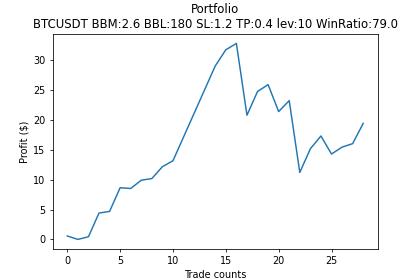 Portfolio
BTCUSDT BBM:2.6 BBL:180 SL:1.2 TP:0.4 lev:10 WinRatio:79.0
30
25
20
15
10
5
0
Profit ($)
0 5 10 15 20 25
Trade counts